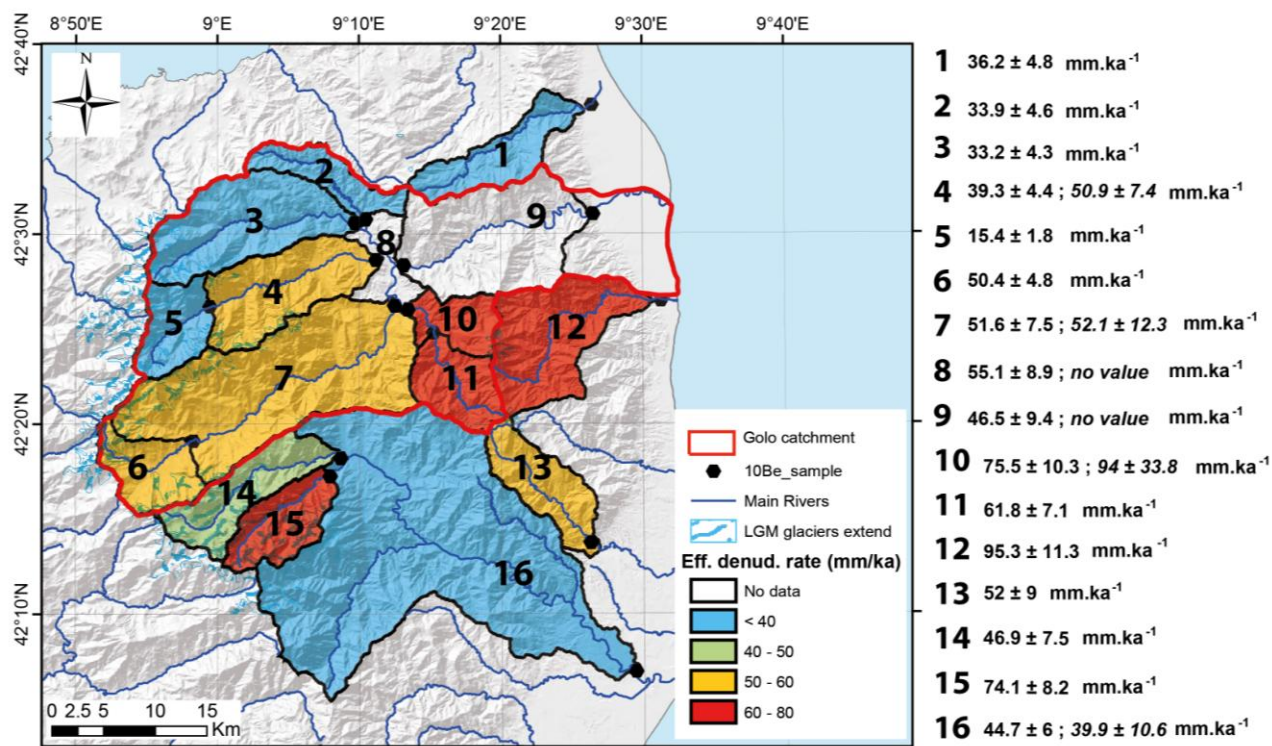 8°50'E 9°E 9°10'E 9°20'E 9°30'E 9°40'E
42°40'N
42°30'N
42°20'N
42°10'N
N
1
2
3
9
8
4
5
10
12
7
11
6
13
14
15
16
Golo catchment
10Be_sample
Main Rivers
LGM glaciers extend
Eff. denud. rate (mm/ka)
No data
< 40
40 - 50
50 - 60
60 - 80
0 2.5 5 10 15
Km
1 36.2 ± 4.8 mm.ka⁻¹
2 33.9 ± 4.6 mm.ka⁻¹
3 33.2 ± 4.3 mm.ka⁻¹
4 39.3 ± 4.4 ; 50.9 ± 7.4 mm.ka⁻¹
5 15.4 ± 1.8 mm.ka⁻¹
6 50.4 ± 4.8 mm.ka⁻¹
7 51.6 ± 7.5 ; 52.1 ± 12.3 mm.ka⁻¹
8 55.1 ± 8.9 ; no value mm.ka⁻¹
9 46.5 ± 9.4 ; no value mm.ka⁻¹
10 75.5 ± 10.3 ; 94 ± 33.8 mm.ka⁻¹
11 61.8 ± 7.1 mm.ka⁻¹
12 95.3 ± 11.3 mm.ka⁻¹
13 52 ± 9 mm.ka⁻¹
14 46.9 ± 7.5 mm.ka⁻¹
15 74.1 ± 8.2 mm.ka⁻¹
16 44.7 ± 6 ; 39.9 ± 10.6 mm.ka⁻¹